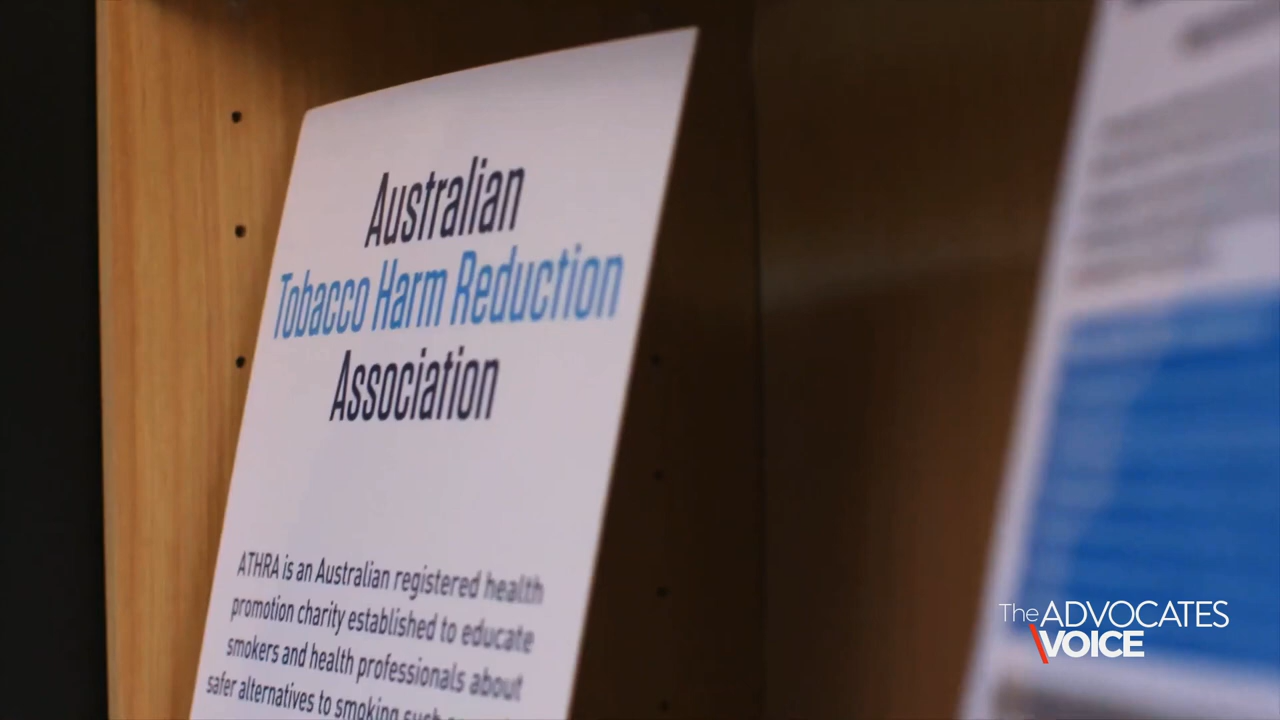 Australian
Tobacco Harm Reduction
Association
ATHRA is an Australian registered health
promotion charity established to educate
smokers and health professionals about
safer alternatives to smoking such
The ADVOCATES
VOICE